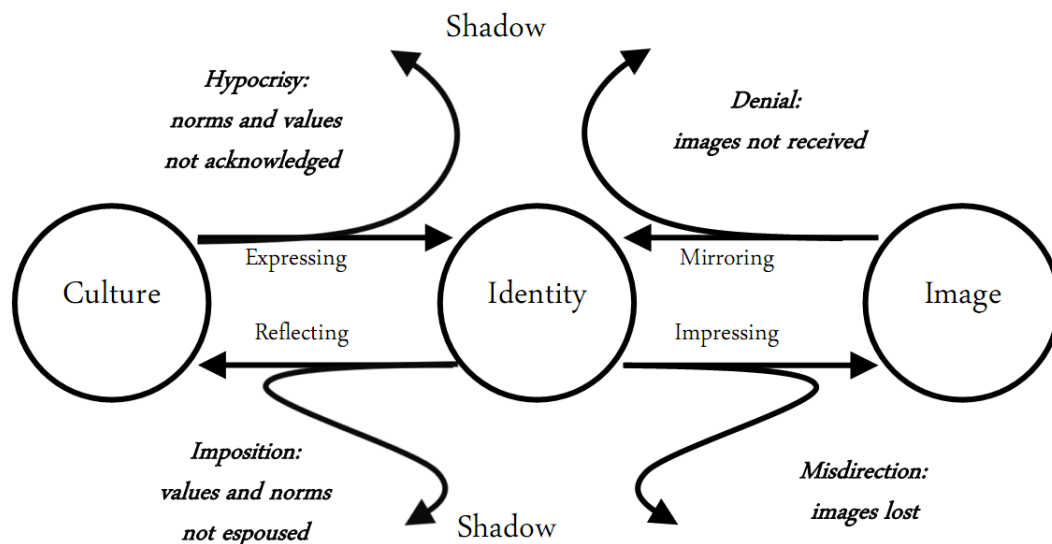 Shadow
Hypocrisy:
norms and values
not acknowledged
Denial:
images not received
Expressing
Mirroring
Culture
Identity
Image
Reflecting
Impressing
Imposition:
values and norms
not espoused
Misdirection:
images lost
Shadow